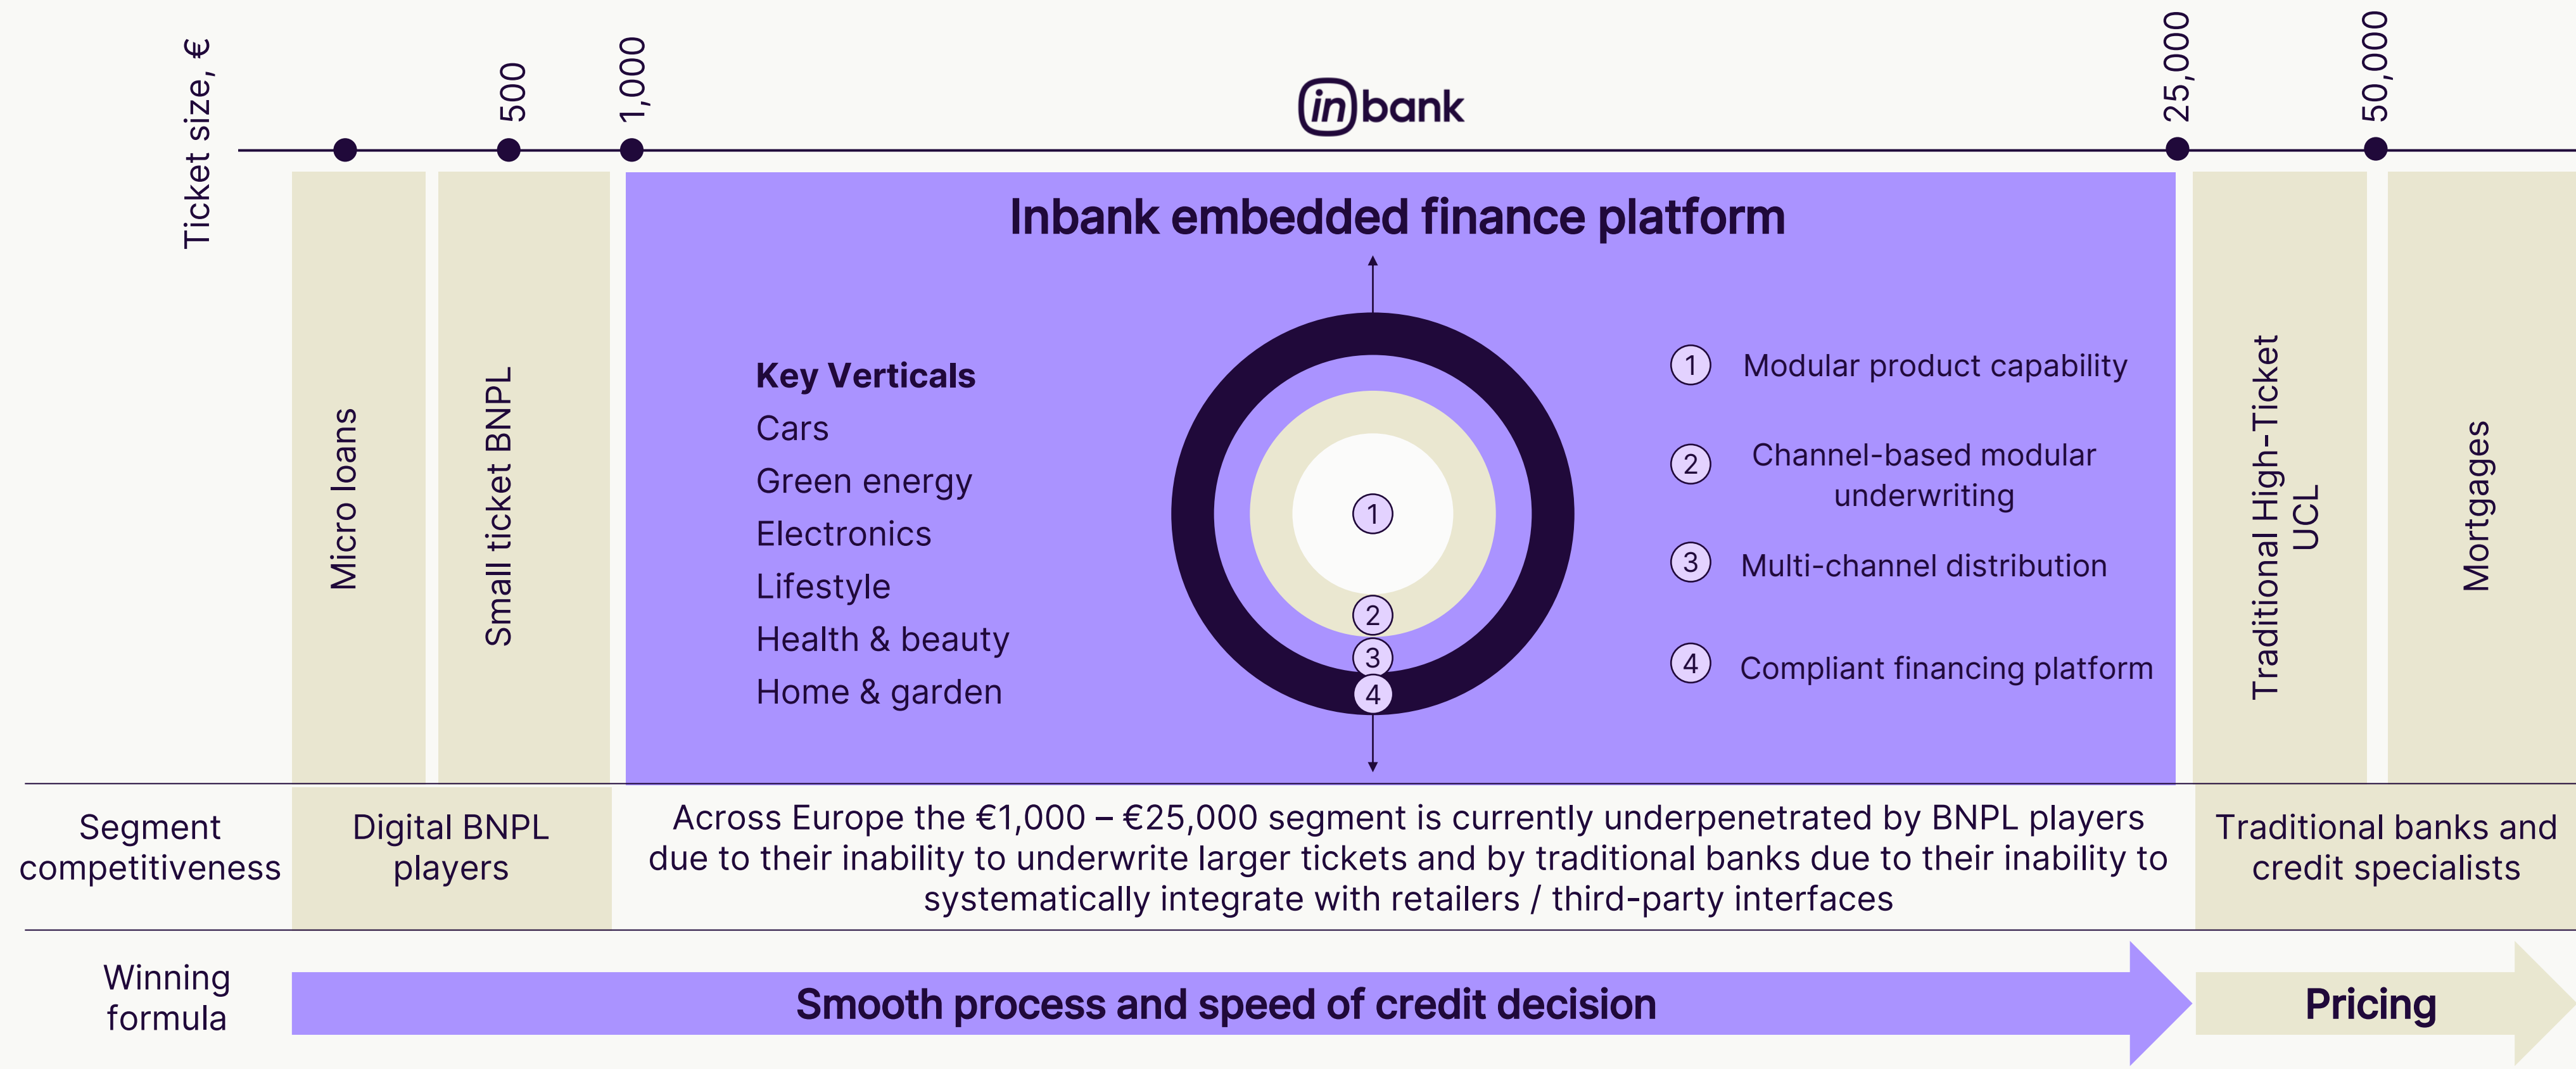 Ticket size, €
500
1,000
25,000
50,000
inbank
Inbank embedded finance platform
Micro loans
Small ticket BNPL
Key Verticals
Cars
Green energy
Electronics
Lifestyle
Health & beauty
Home & garden
1
2
3
4
1 Modular product capability
2 Channel-based modular
underwriting
3 Multi-channel distribution
4 Compliant financing platform
Traditional High-Ticket
UCL
Mortgages
Segment
competitiveness
Digital BNPL
players
Across Europe the €1,000 – €25,000 segment is currently underpenetrated by BNPL players
due to their inability to underwrite larger tickets and by traditional banks due to their inability to
systematically integrate with retailers / third-party interfaces
Traditional banks and
credit specialists
Winning
formula
Smooth process and speed of credit decision
Pricing